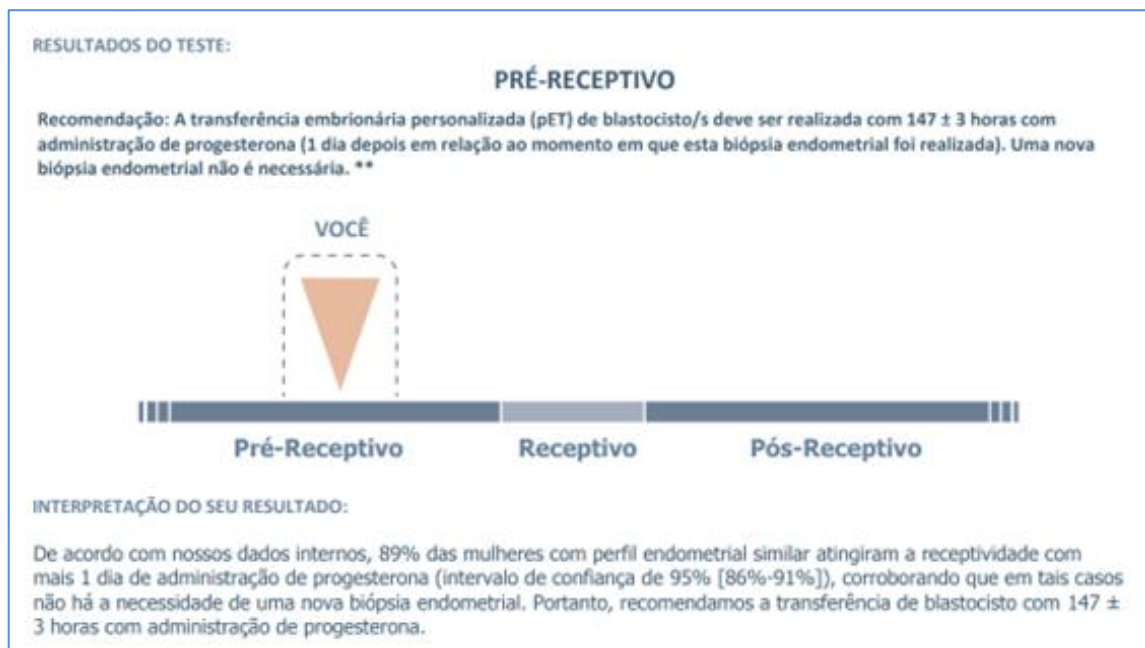 RESULTADOS DO TESTE:
PRÉ-RECEPTIVO
Recomendação: A transferência embrionária personalizada (pET) de blastocisto/s deve ser realizada com 147 ± 3 horas com
administração de progesterona (1 dia depois em relação ao momento em que esta biópsia endometrial foi realizada). Uma nova
biópsia endometrial não é necessária. **
VOCÊ
Pré-Receptivo Receptivo Pós-Receptivo
INTERPRETAÇÃO DO SEU RESULTADO:
De acordo com nossos dados internos, 89% das mulheres com perfil endometrial similar atingiram a receptividade com
mais 1 dia de administração de progesterona (intervalo de confiança de 95% [86%-91%]), corroborando que em tais casos
não há a necessidade de uma nova biópsia endometrial. Portanto, recomendamos a transferência de blastocisto com 147 ±
3 horas com administração de progesterona.